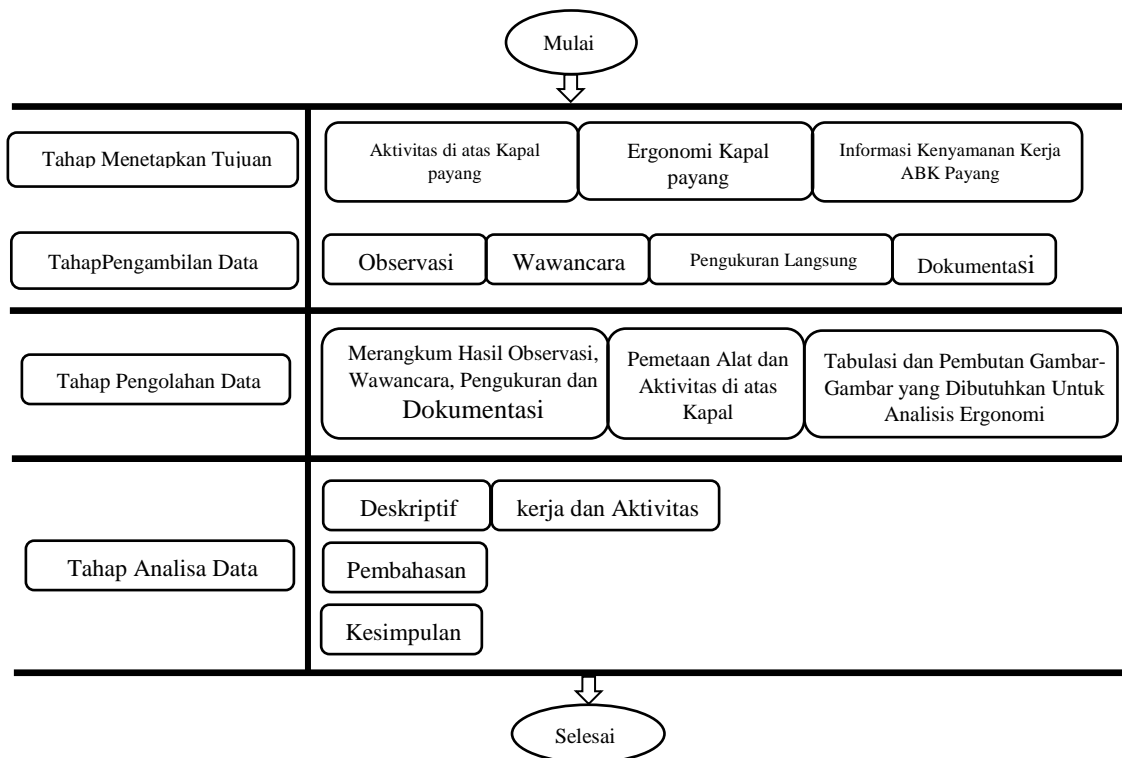 Mulai
Tahap Menetapkan Tujuan
Aktivitas di atas Kapal
payang
Ergonomi Kapal
payang
Informasi Kenyamanan Kerja
ABK Payang
TahapPengambilan Data
Observasi
Wawancara
Pengukuran Langsung
Dokumentasi
Tahap Pengolahan Data
Merangkum Hasil Observasi,
Wawancara, Pengukuran dan
Dokumentasi
Pemetaan Alat dan
Aktivitas di atas
Kapal
Tabulasi dan Pembutan Gambar-
Gambar yang Dibutuhkan Untuk
Analisis Ergonomi
Tahap Analisa Data
Deskriptif
kerja dan Aktivitas
Pembahasan
Kesimpulan
Selesai